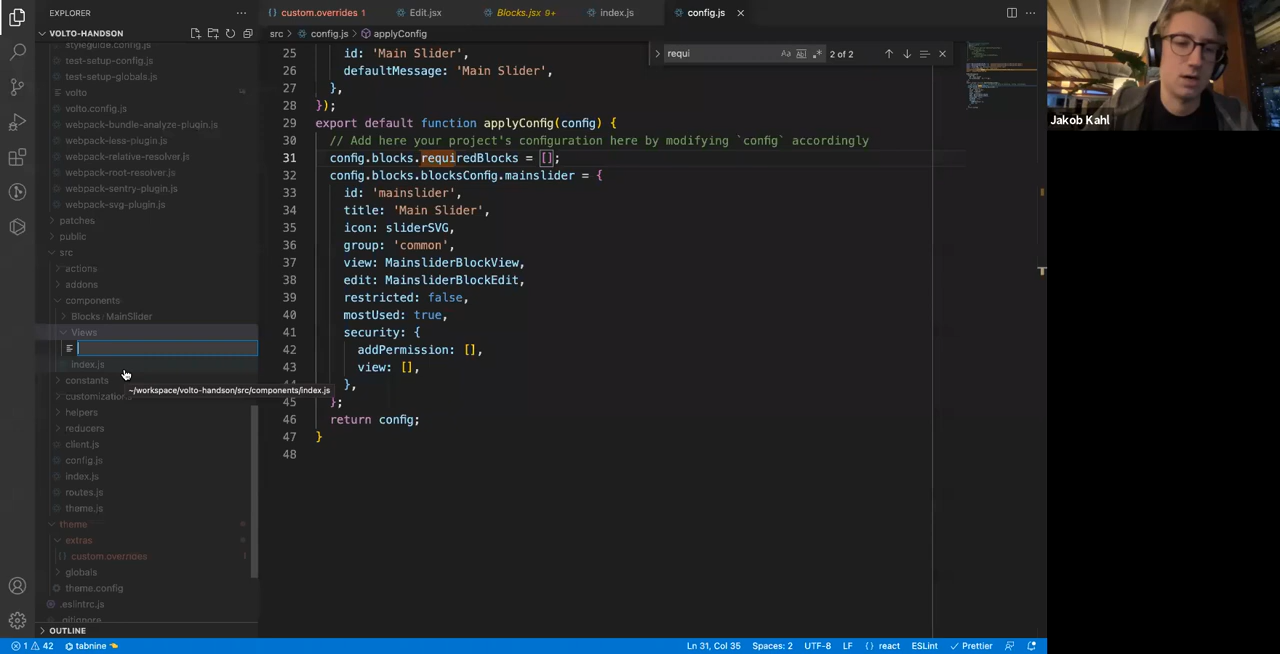 EXPLORER
custom.overrides 1
Edit.jsx
Blocks.jsx 9+
index.js
config.js
VOLTO-HANDSON
src > config.js > applyConfig
requi
Aa
2 of 2
styleguide.config.js
test-setup-config.js
test-setup-globals.js
volto
volto.config.js
webpack-bundle-analyze-plugin.js
webpack-less-plugin.js
webpack-relative-resolver.js
webpack-root-resolver.js
webpack-sentry-plugin.js
webpack-svg-plugin.js
patches
public
src
actions
addons
components
Blocks / MainSlider
Views
index.js
constants
customizations
helpers
reducers
client.js
config.js
index.js
routes.js
theme.js
theme
extras
custom.overrides 1
globals
theme.config
.eslintrc.js
.gitignore
OUTLINE
~/workspace/volto-handson/src/components/index.js
25 id: 'Main Slider',
26 defaultMessage: 'Main Slider',
27 },
28 });
29 export default function applyConfig(config) {
30 // Add here your project's configuration here by modifying `config` accordingly
31 config.blocks.requiredBlocks = [];
32 config.blocks.blocksConfig.mainslider = {
33 id: 'mainslider',
34 title: 'Main Slider',
35 icon: sliderSVG,
36 group: 'common',
37 view: MainsliderBlockView,
38 edit: MainsliderBlockEdit,
39 restricted: false,
40 mostUsed: true,
41 security: {
42 addPermission: [],
43 view: [],
44 },
45 };
46 return config;
47 }
48
Jakob Kahl
1 42
tabnine
Ln 31, Col 35
Spaces: 2
UTF-8
LF
react
ESLint
Prettier